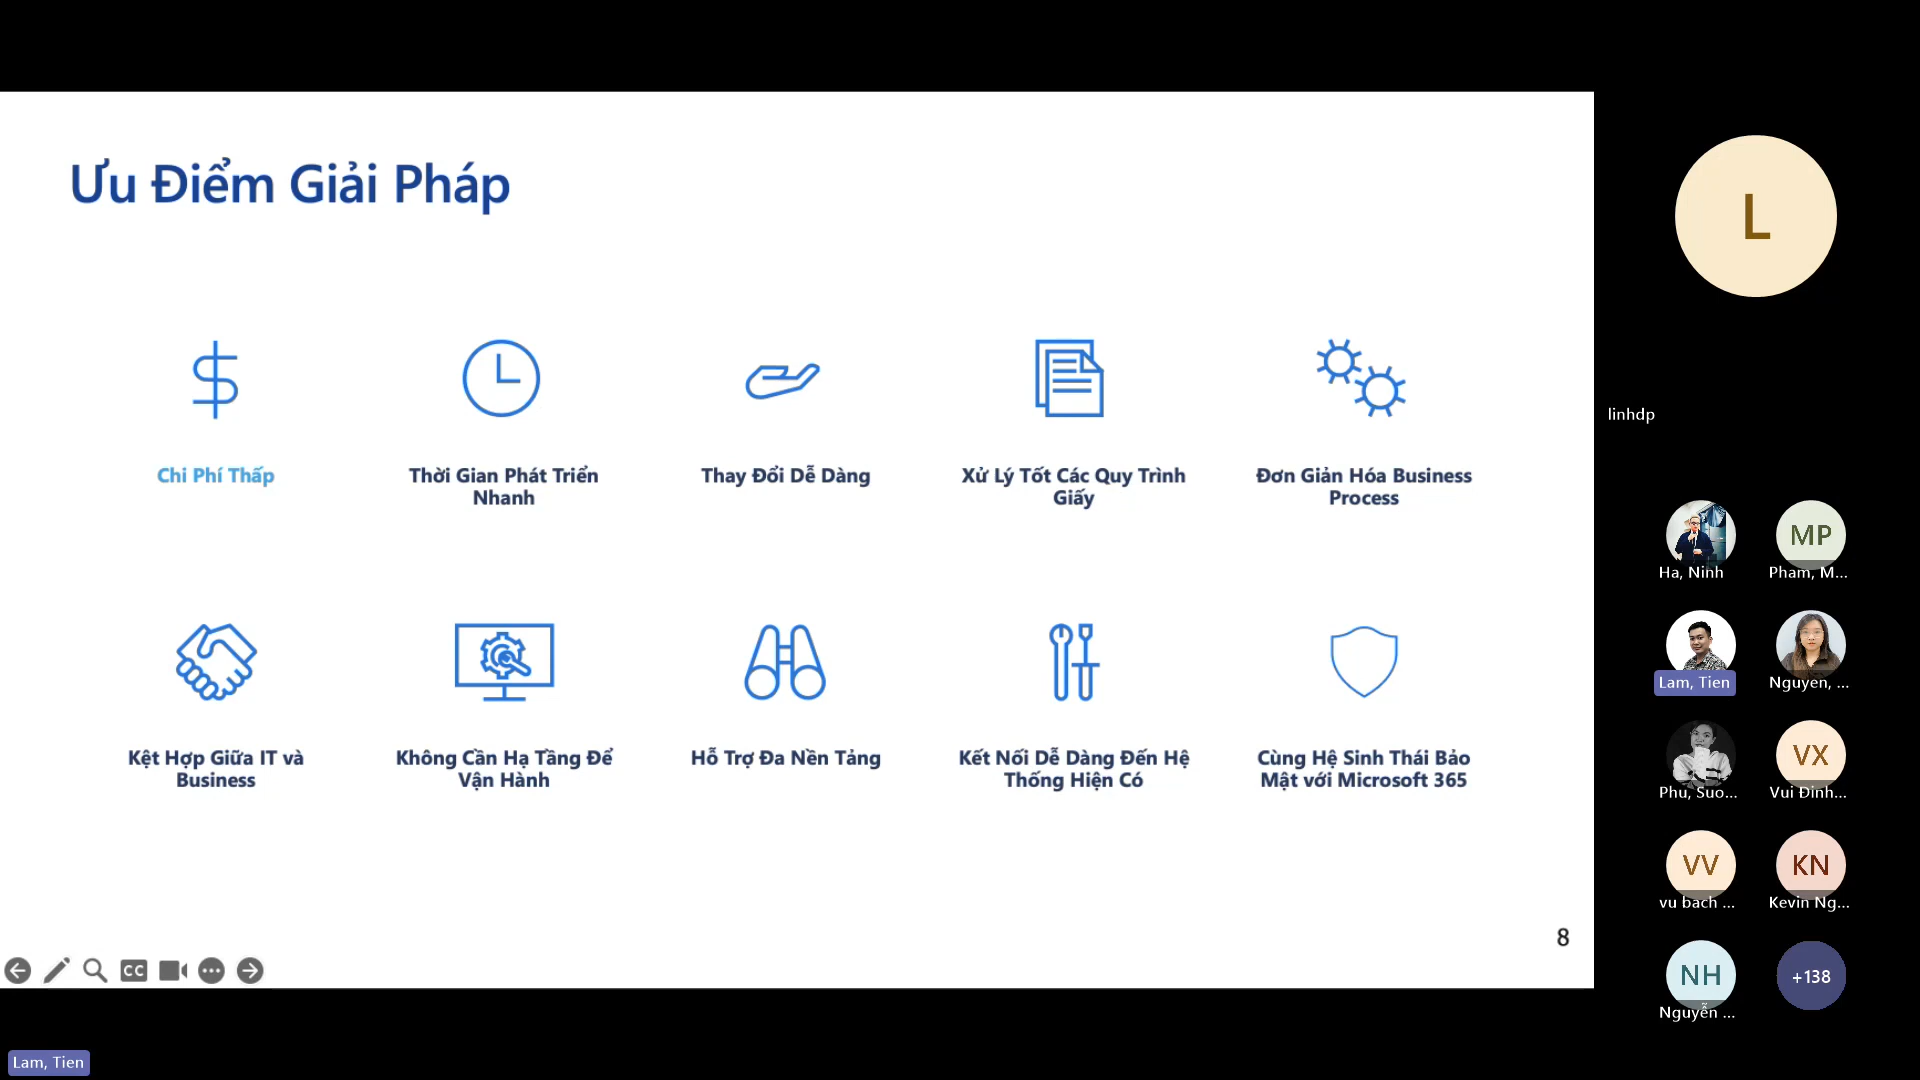 Ưu Điểm Giải Pháp
Chi Phí Thấp
Thời Gian Phát Triển
Nhanh
Thay Đổi Dễ Dàng
Xử Lý Tốt Các Quy Trình
Giấy
Đơn Giản Hóa Business
Process
Kệt Hợp Giữa IT và
Business
Không Cần Hạ Tầng Để
Vận Hành
Hỗ Trợ Đa Nền Tảng
Kết Nối Dễ Dàng Đến Hệ
Thống Hiện Có
Cùng Hệ Sinh Thái Bảo
Mật với Microsoft 365
8
CC
Lam, Tien
L
linhdp
Ha, Ninh
MP
Pham, M...
Lam, Tien
Nguyen, ...
Phu, Suo...
VX
Vui Đinh...
VV
vu bach ...
KN
Kevin Ng...
NH
Nguyễn ...
+138